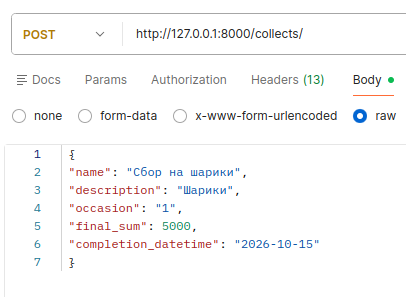 POST http://127.0.0.1:8000/collects/
Docs Params Authorization Headers (13) Body
none form-data x-www-form-urlencoded raw
1 {
2 "name": "Сбор на шарики",
3 "description": "Шарики",
4 "occasion": "1",
5 "final_sum": 5000,
6 "completion_datetime": "2026-10-15"
7 }